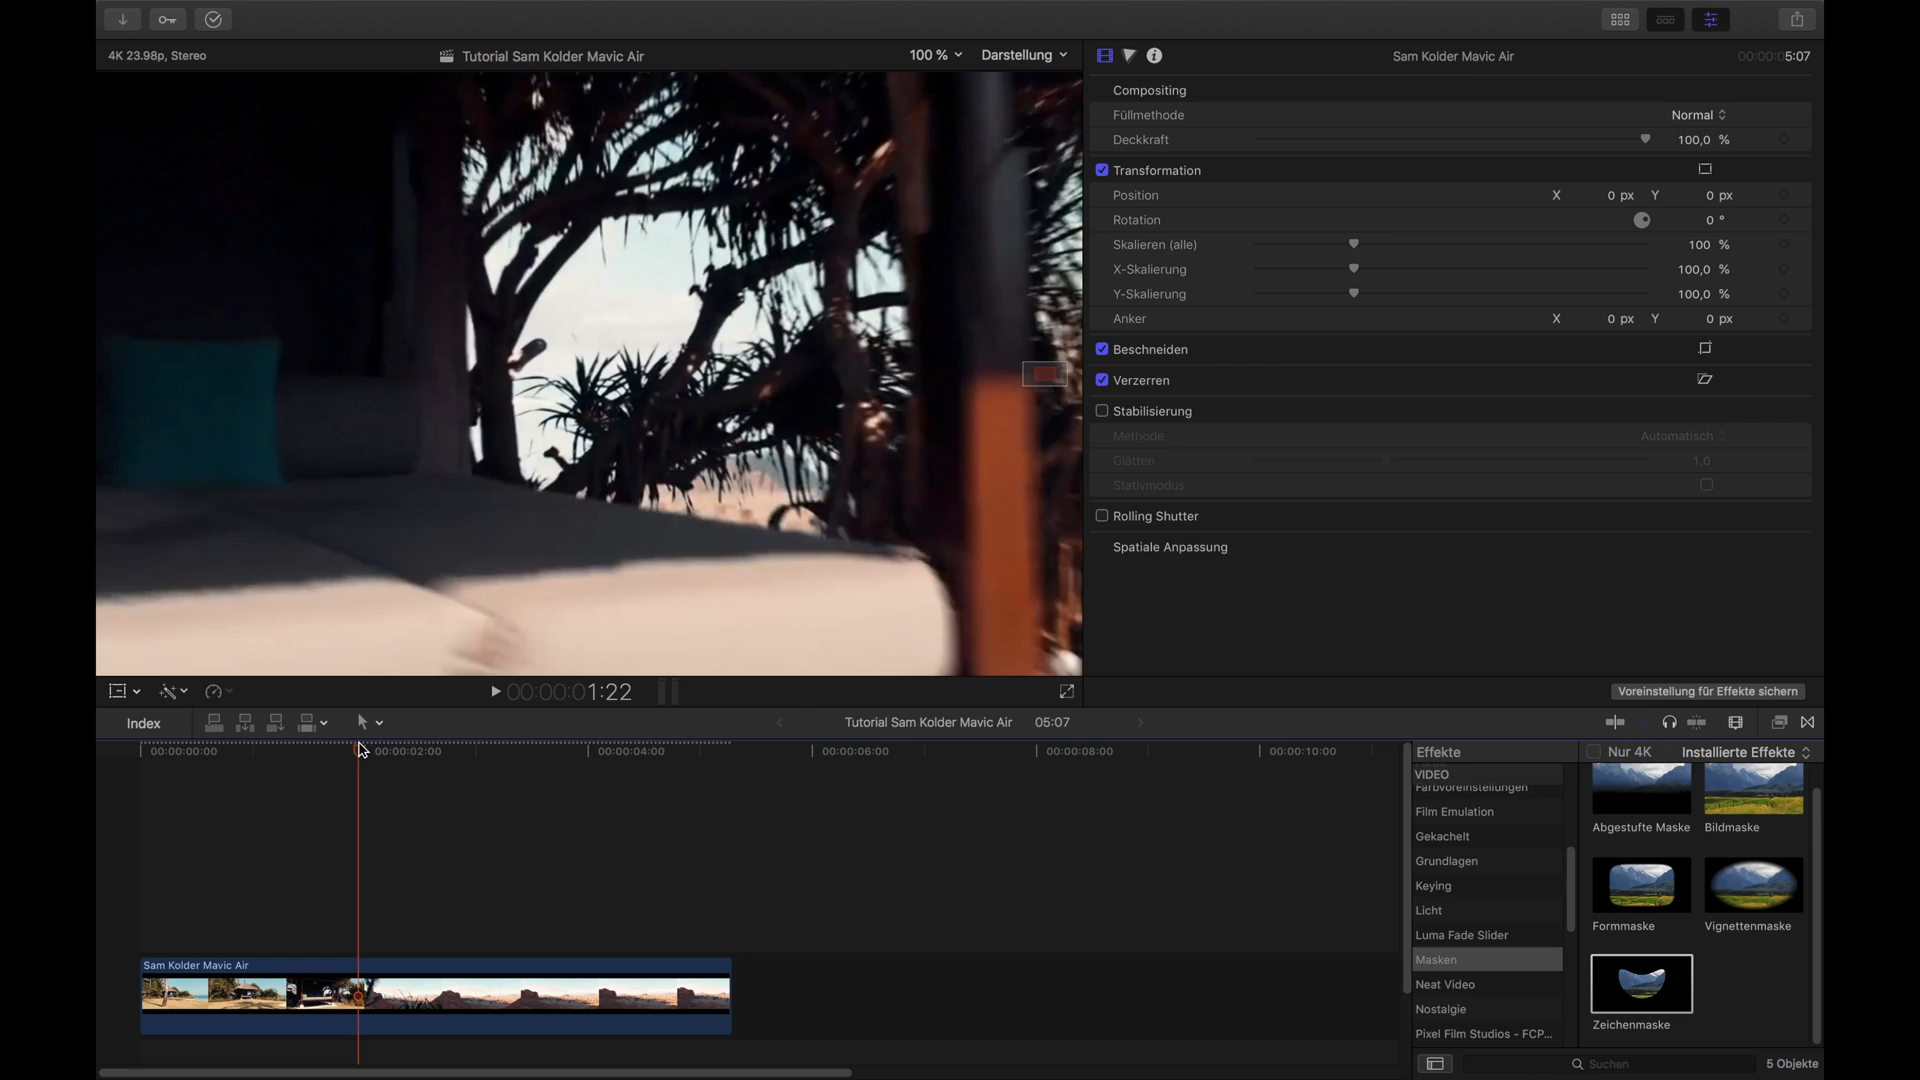 4K 23.98p, Stereo
Tutorial Sam Kolder Mavic Air
100 %
Darstellung
Sam Kolder Mavic Air
00:00:05:07
Compositing
Füllmethode
Normal
Deckkraft
100,0 %
Transformation
Position
X 0 px Y 0 px
Rotation
0 °
Skalieren (alle)
100 %
X-Skalierung
100,0 %
Y-Skalierung
100,0 %
Anker
X 0 px Y 0 px
Beschneiden
Verzerren
Stabilisierung
Methode
Automatisch
Glätten
1,0
Stativmodus
Rolling Shutter
Spatiale Anpassung
00:00:01:22
Voreinstellung für Effekte sichern
Index
Tutorial Sam Kolder Mavic Air
05:07
00:00:00:00
00:00:02:00
00:00:04:00
00:00:06:00
00:00:08:00
00:00:10:00
Sam Kolder Mavic Air
Effekte
Nur 4K
Installierte Effekte
VIDEO
Farbvoreinstellungen
Film Emulation
Gekachelt
Grundlagen
Keying
Licht
Luma Fade Slider
Masken
Neat Video
Nostalgie
Pixel Film Studios - FCP...
Abgestufte Maske
Bildmaske
Formmaske
Vignettenmaske
Zeichenmaske
Suchen
5 Objekte